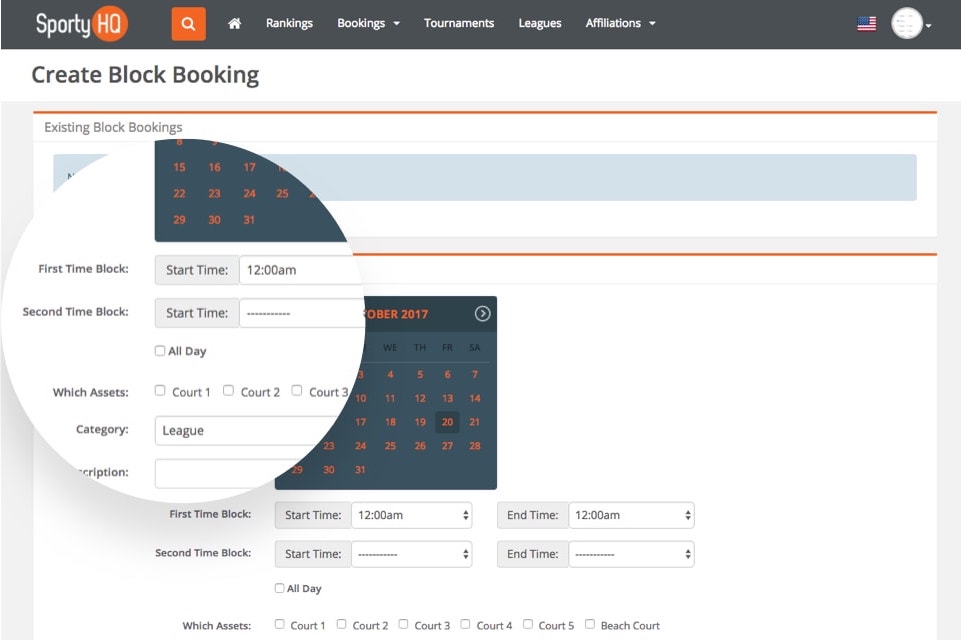 SportyHQ
Rankings
Bookings
Tournaments
Leagues
Affiliations
Create Block Booking
Existing Block Bookings
8 9
15 16 17
22 23 24 25
29 30 31
First Time Block: Start Time: 12:00am
Second Time Block: Start Time: -----------
All Day
Which Assets: Court 1 Court 2 Court 3
Category: League
cription:
OBER 2017
WE TH FR SA
3 4 5 6 7
10 11 12 13 14
17 18 19 20 21
23 24 25 26 27 28
29 30 31
First Time Block: Start Time: 12:00am End Time: 12:00am
Second Time Block: Start Time: ----------- End Time: -----------
All Day
Which Assets: Court 1 Court 2 Court 3 Court 4 Court 5 Beach Court